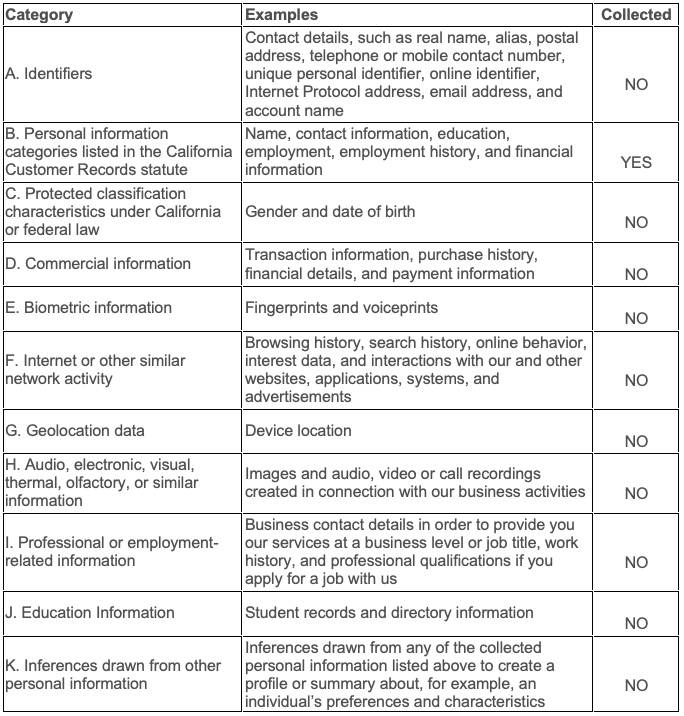 Category Examples Collected
A. Identifiers
Contact details, such as real name, alias, postal
address, telephone or mobile contact number,
unique personal identifier, online identifier,
Internet Protocol address, email address, and
account name
NO
B. Personal information
categories listed in the California
Customer Records statute
Name, contact information, education,
employment, employment history, and financial
information
YES
C. Protected classification
characteristics under California
or federal law
Gender and date of birth
NO
D. Commercial information
Transaction information, purchase history,
financial details, and payment information
NO
E. Biometric information
Fingerprints and voiceprints
NO
F. Internet or other similar
network activity
Browsing history, search history, online behavior,
interest data, and interactions with our and other
websites, applications, systems, and
advertisements
NO
G. Geolocation data
Device location
NO
H. Audio, electronic, visual,
thermal, olfactory, or similar
information
Images and audio, video or call recordings
created in connection with our business activities
NO
I. Professional or employment-
related information
Business contact details in order to provide you
our services at a business level or job title, work
history, and professional qualifications if you
apply for a job with us
NO
J. Education Information
Student records and directory information
NO
K. Inferences drawn from other
personal information
Inferences drawn from any of the collected
personal information listed above to create a
profile or summary about, for example, an
individual’s preferences and characteristics
NO